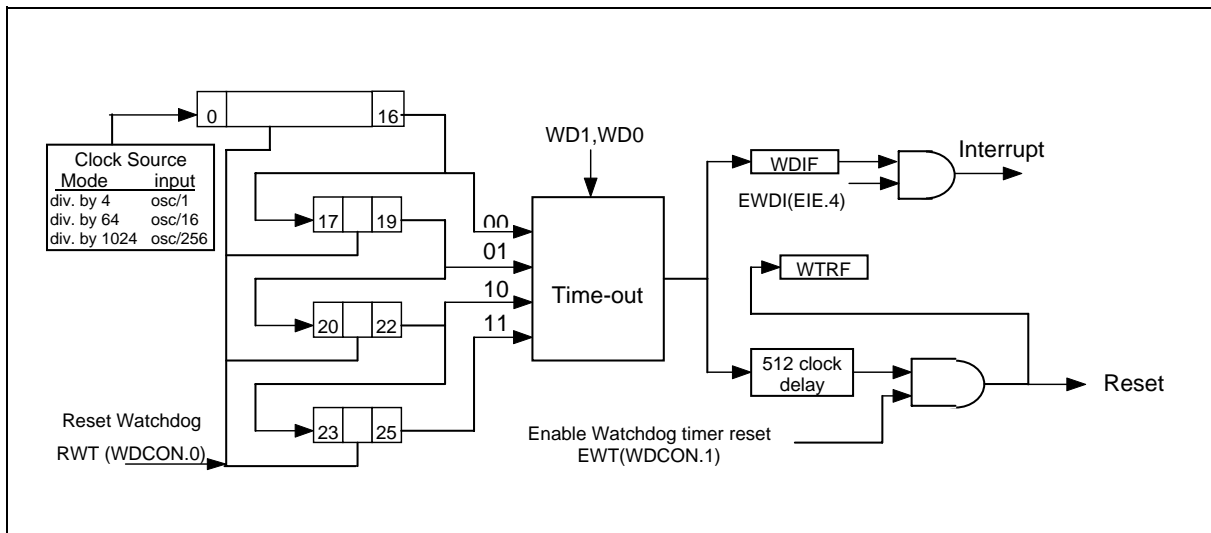 0 16
Clock Source
Mode input
div. by 4 osc/1
div. by 64 osc/16
div. by 1024 osc/256
17 19
20 22
23 25
Reset Watchdog
RWT (WDCON.0)
WD1,WD0
00
01
10
11
Time-out
WDIF
EWDI(EIE.4)
Interrupt
WTRF
512 clock
delay
Reset
Enable Watchdog timer reset
EWT(WDCON.1)